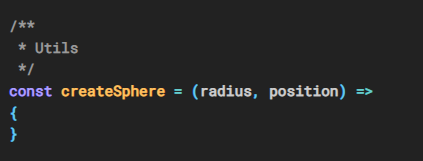 /**
 * Utils
 */
const createSphere = (radius, position) =>
{
}